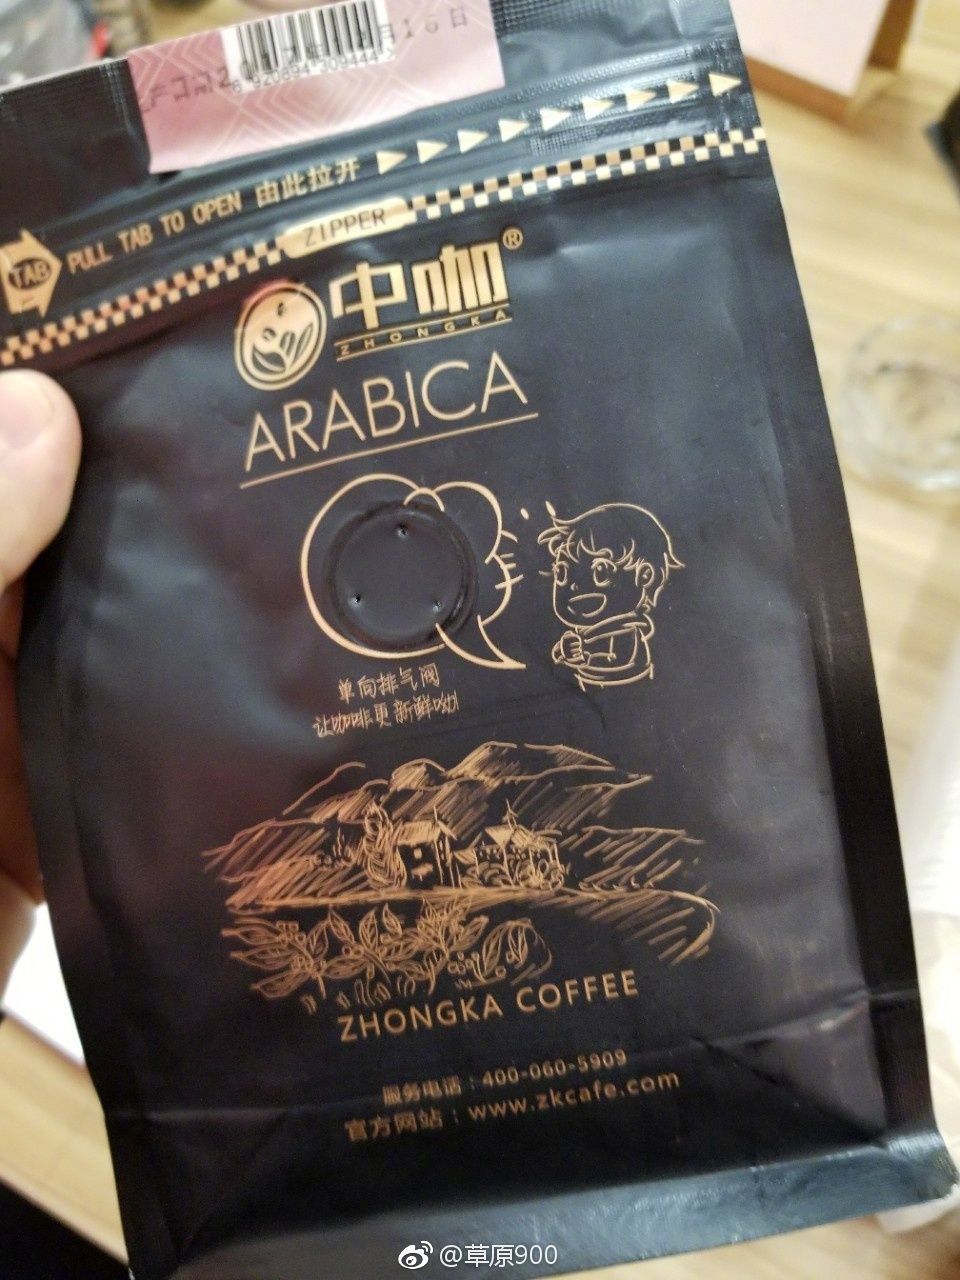 PULL TAB TO OPEN 由此拉开
TAB
ZIPPER
中咖®
ZHONGKA
ARABICA
单向排气阀
让咖啡更新鲜呦
ZHONGKA COFFEE
服务电话：400-060-5909
官方网站：www.zkcafe.com
@草原900